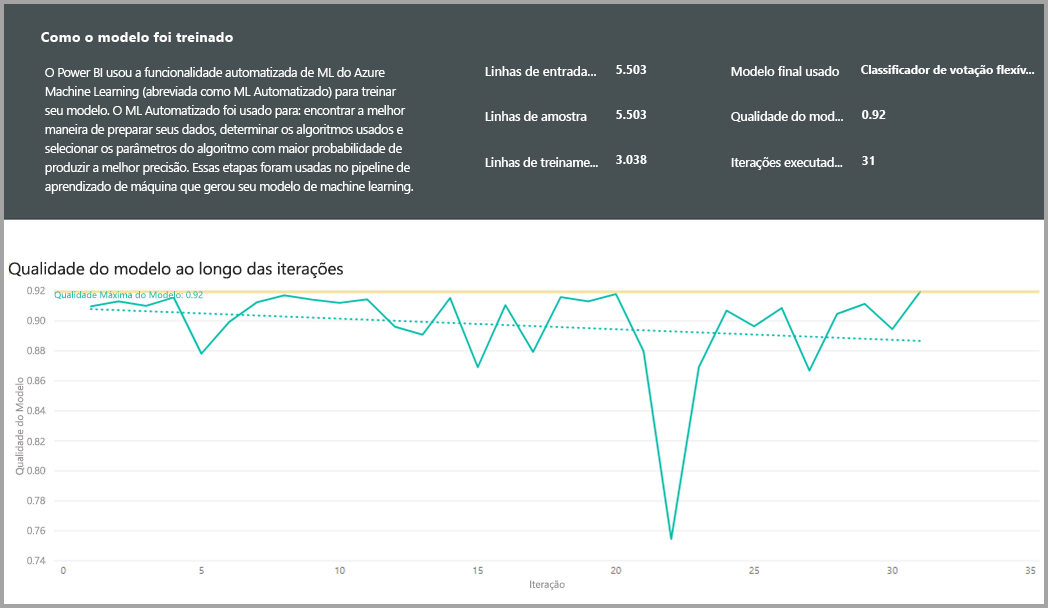 Como o modelo foi treinado
O Power BI usou a funcionalidade automatizada de ML do Azure
Machine Learning (abreviada como ML Automatizado) para treinar
seu modelo. O ML Automatizado foi usado para: encontrar a melhor
maneira de preparar seus dados, determinar os algoritmos usados e
selecionar os parâmetros do algoritmo com maior probabilidade de
produzir a melhor precisão. Essas etapas foram usadas no pipeline de
aprendizado de máquina que gerou seu modelo de machine learning.
Linhas de entrada... 5.503
Linhas de amostra 5.503
Linhas de treiname... 3.038
Modelo final usado Classificador de votação flexív...
Qualidade do mod... 0.92
Iterações executad... 31
Qualidade do modelo ao longo das iterações
Qualidade Máxima do Modelo: 0.92
Qualidade do Modelo
0.92
0.90
0.88
0.86
0.84
0.82
0.80
0.78
0.76
0.74
0 5 10 15 20 25 30 35
Iteração